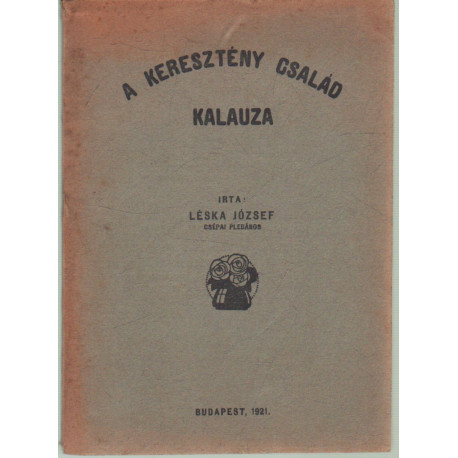 A KERESZTÉNY CSALÁD
KALAUZA
IRTA:
LÉSKA JÓZSEF
CSÉPAI PLEBÁNOS
BUDAPEST, 1921.